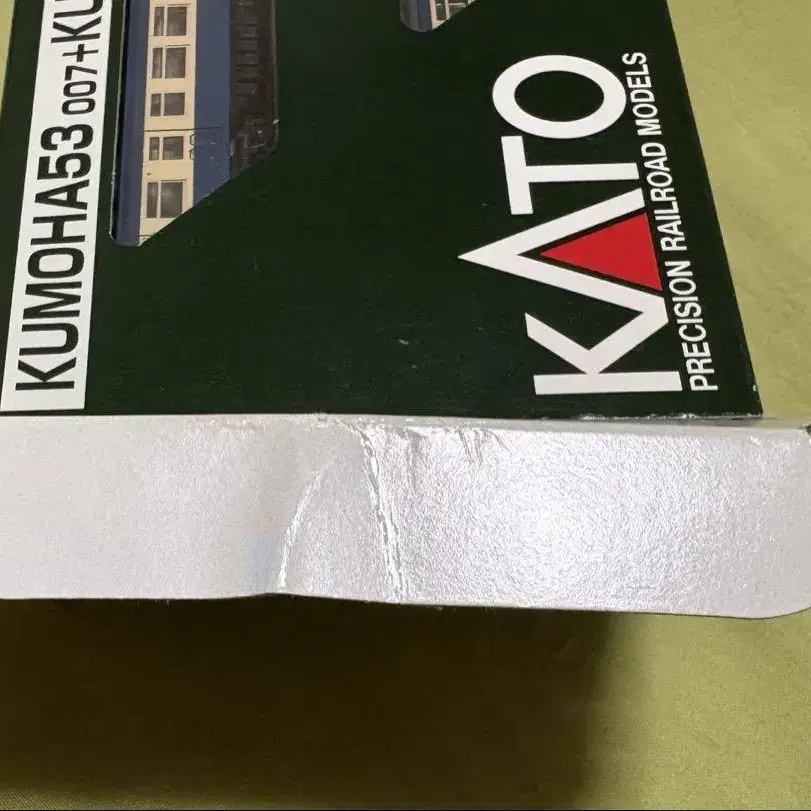 KUMOHA53 007+KU
KATO
PRECISION RAILROAD MODELS